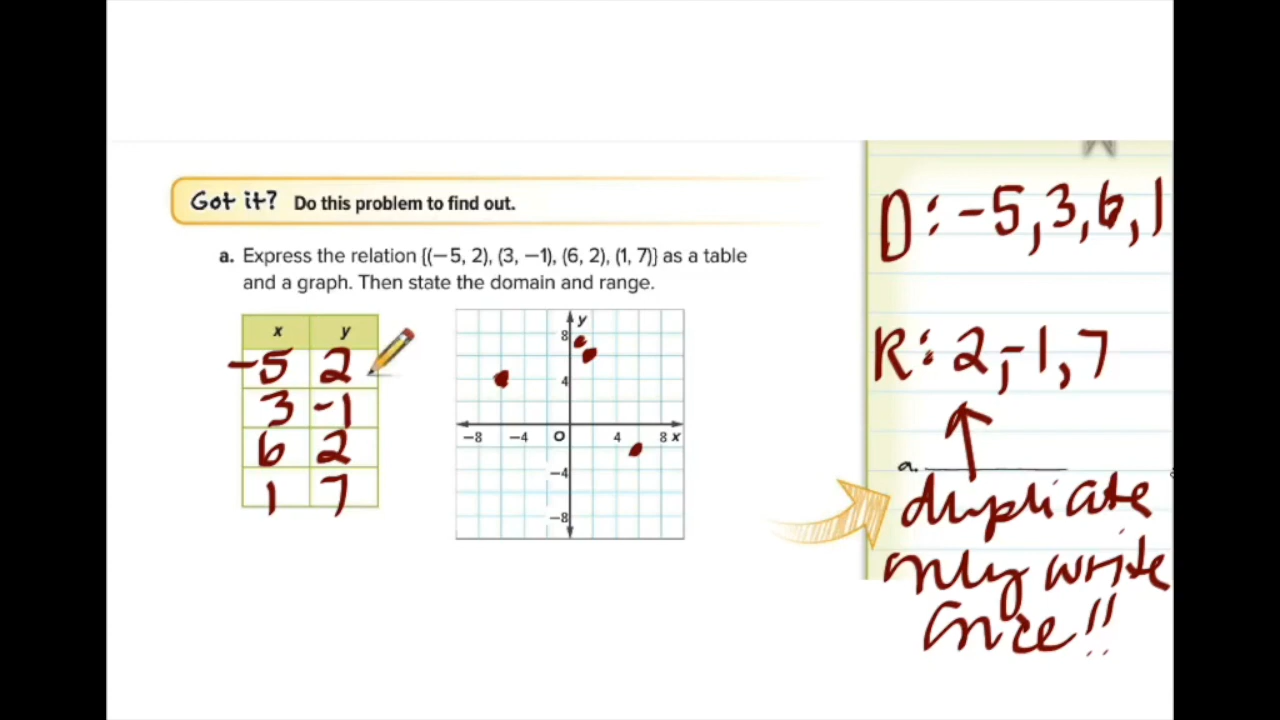 Got it? Do this problem to find out.
a. Express the relation {(−5, 2), (3, −1), (6, 2), (1, 7)} as a table
and a graph. Then state the domain and range.
x y
-5 2
3 -1
6 2
1 7
y
8
4
−8 −4 O 4 8 x
−4
−8
D: -5, 3, 6, 1
R: 2, -1, 7
a.
duplicate
only write
once!!